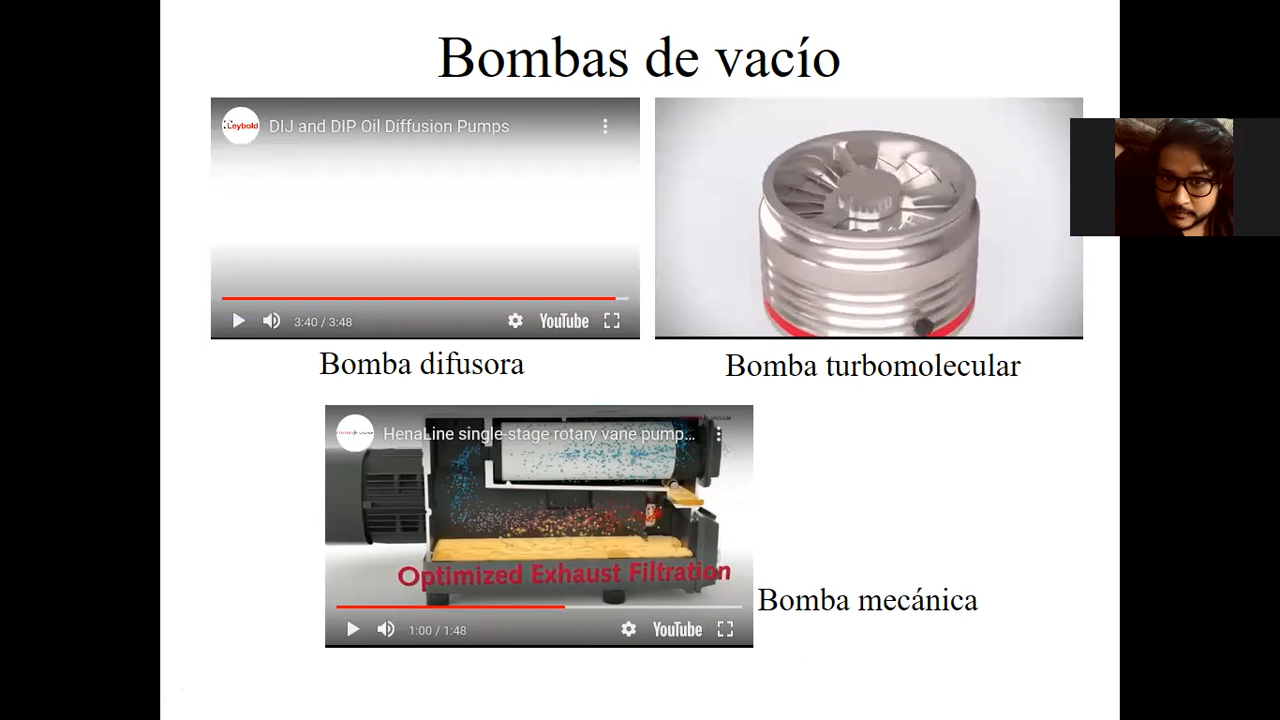 Bombas de vacío
Leybold
DIJ and DIP Oil Diffusion Pumps
3:40 / 3:48
YouTube
Bomba difusora
Bomba turbomolecular
HenaLine single-stage rotary vane pump...
Optimized Exhaust Filtration
1:00 / 1:48
YouTube
Bomba mecánica